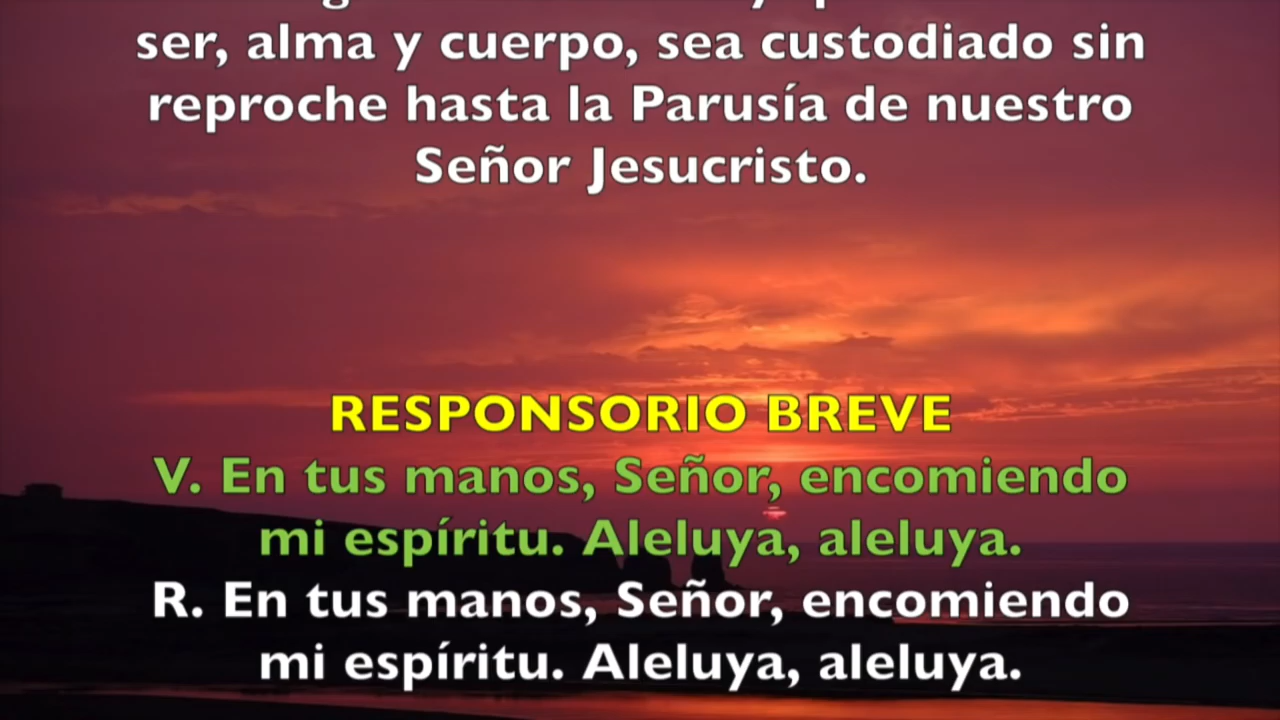 ser, alma y cuerpo, sea custodiado sin
reproche hasta la Parusía de nuestro
Señor Jesucristo.
RESPONSORIO BREVE
V. En tus manos, Señor, encomiendo
mi espíritu. Aleluya, aleluya.
R. En tus manos, Señor, encomiendo
mi espíritu. Aleluya, aleluya.